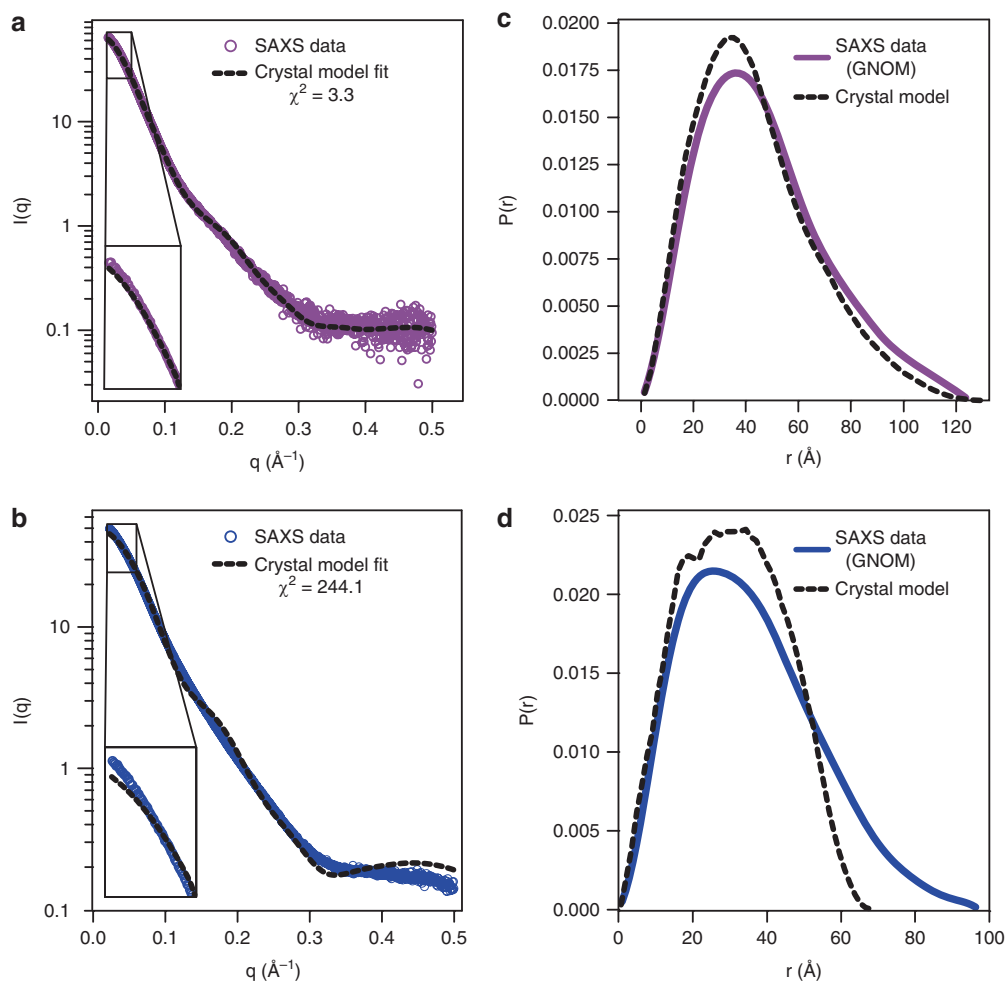 a
SAXS data
Crystal model fit
χ² = 3.3
10
1
0.1
I(q)
0.0 0.1 0.2 0.3 0.4 0.5
q (Å⁻¹)
c
SAXS data
(GNOM)
Crystal model
0.0200
0.0175
0.0150
0.0125
0.0100
0.0075
0.0050
0.0025
0.0000
P(r)
0 20 40 60 80 100 120
r (Å)
b
SAXS data
Crystal model fit
χ² = 244.1
10
1
0.1
I(q)
0.0 0.1 0.2 0.3 0.4 0.5
q (Å⁻¹)
d
SAXS data
(GNOM)
Crystal model
0.025
0.020
0.015
0.010
0.005
0.000
P(r)
0 20 40 60 80 100
r (Å)